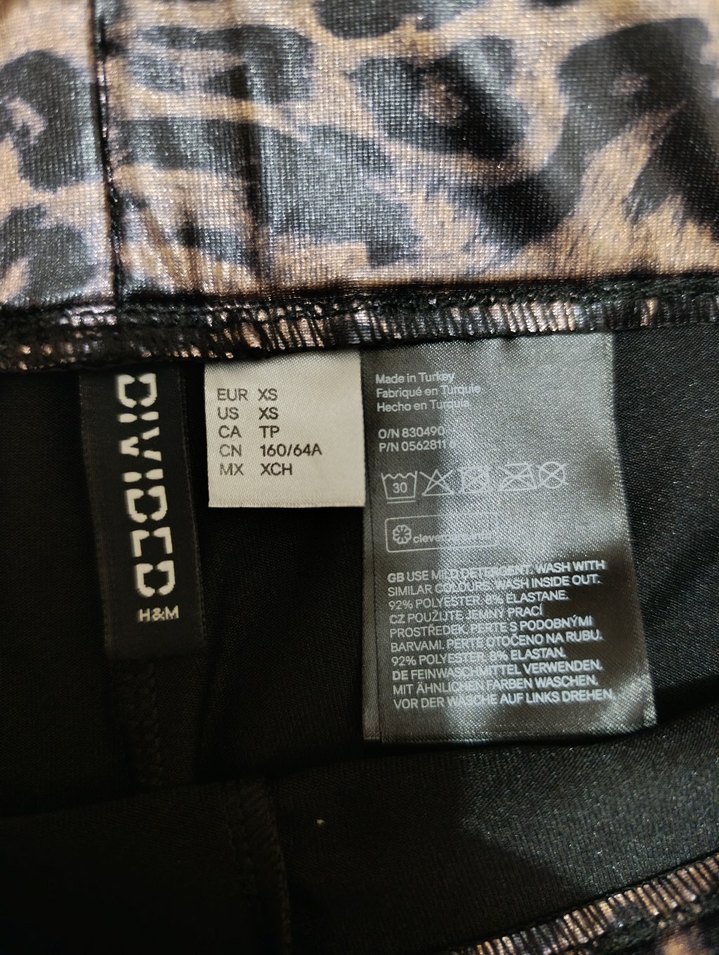 DIVIDED
H&M
EUR XS
US XS
CA TP
CN 160/64A
MX XCH
Made in Turkey
Fabriqué en Turquie
Hecho en Turquía
O/N 830490
P/N 0562811
30
GB USE MILD DETERGENT. WASH WITH
SIMILAR COLOURS. WASH INSIDE OUT.
92% POLYESTER. 8% ELASTANE.
CZ POUŽIJTE JEMNÝ PRACÍ
PROSTŘEDEK. PERTE S PODOBNÝMI
BARVAMI. PERTE OTOČENO NA RUBU.
92% POLYESTER. 8% ELASTAN.
DE FEINWASCHMITTEL VERWENDEN.
MIT ÄHNLICHEN FARBEN WASCHEN.
VOR DER WÄSCHE AUF LINKS DREHEN.